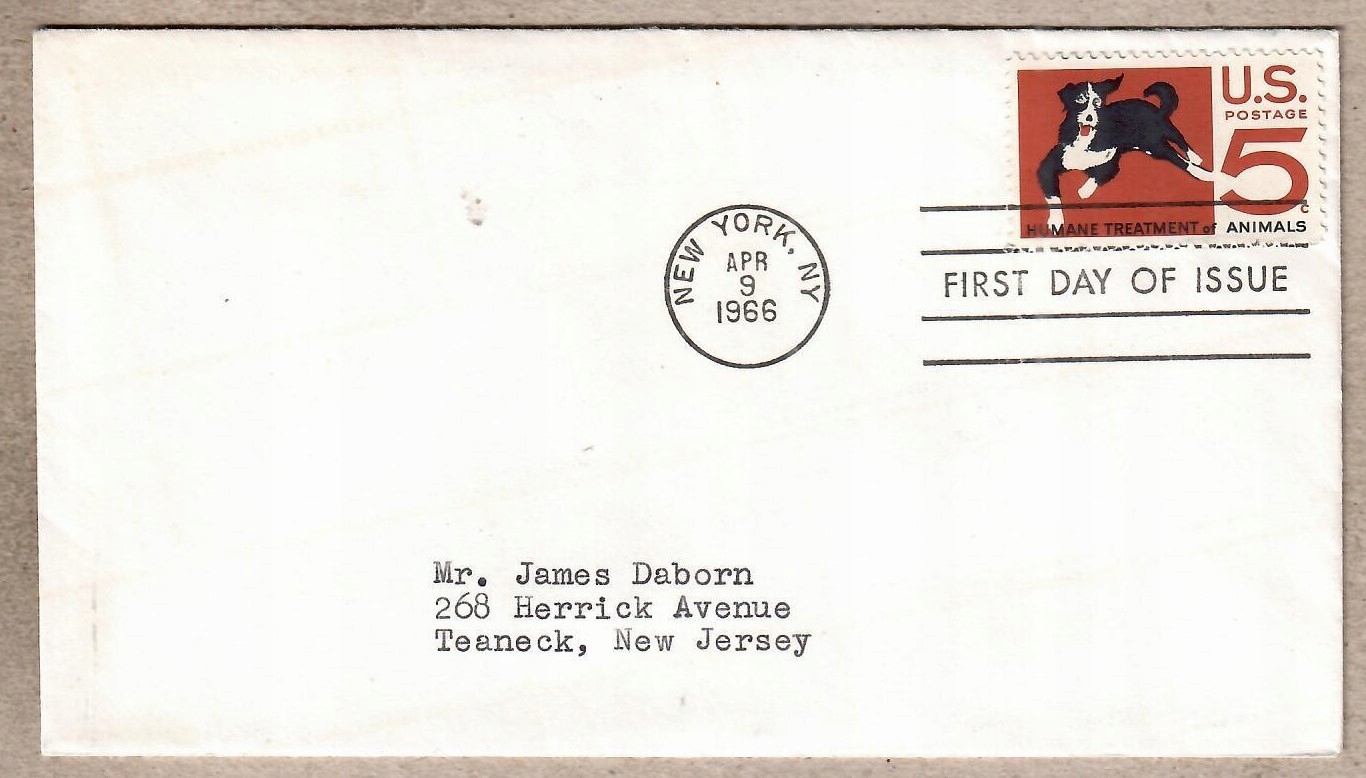 U.S.
POSTAGE
5c
HUMANE TREATMENT of ANIMALS
NEW YORK, NY
APR
9
1966
FIRST DAY OF ISSUE
Mr. James Daborn
268 Herrick Avenue
Teaneck, New Jersey